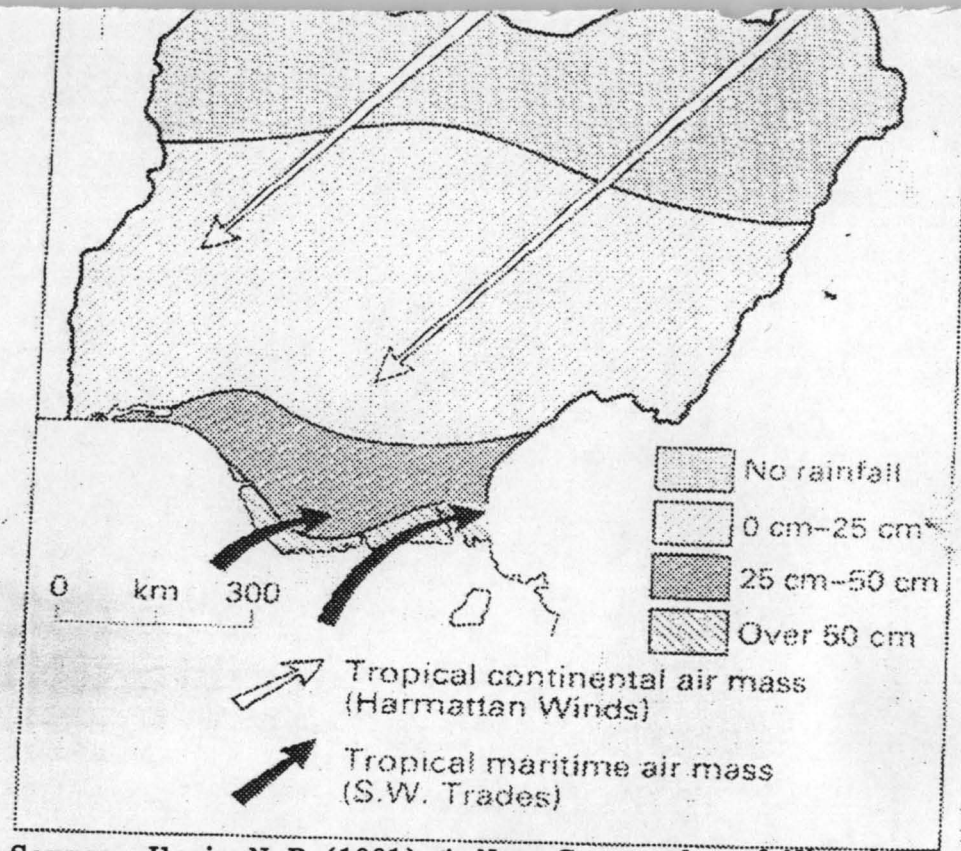 No rainfall
0 cm–25 cm
25 cm–50 cm
Over 50 cm
0 km 300
Tropical continental air mass
(Harmattan Winds)
Tropical maritime air mass
(S.W. Trades)
N.P. (1981)